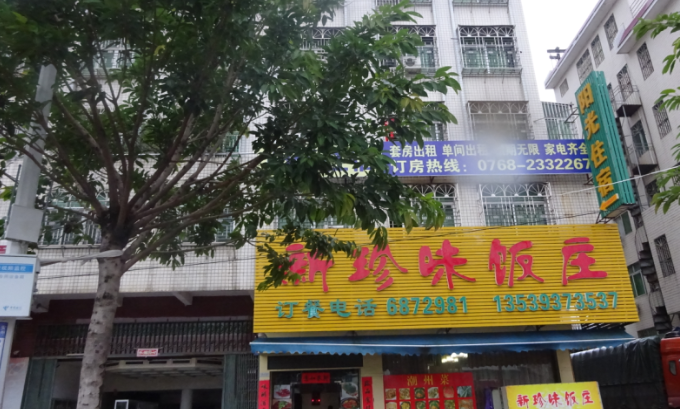 套房出租 单间出租 无限 家电齐全
订房热线：0768-2332267
阳光住宿
新珍味饭庄
订餐电话 6872981 13539373537
潮州菜
新珍味饭庄